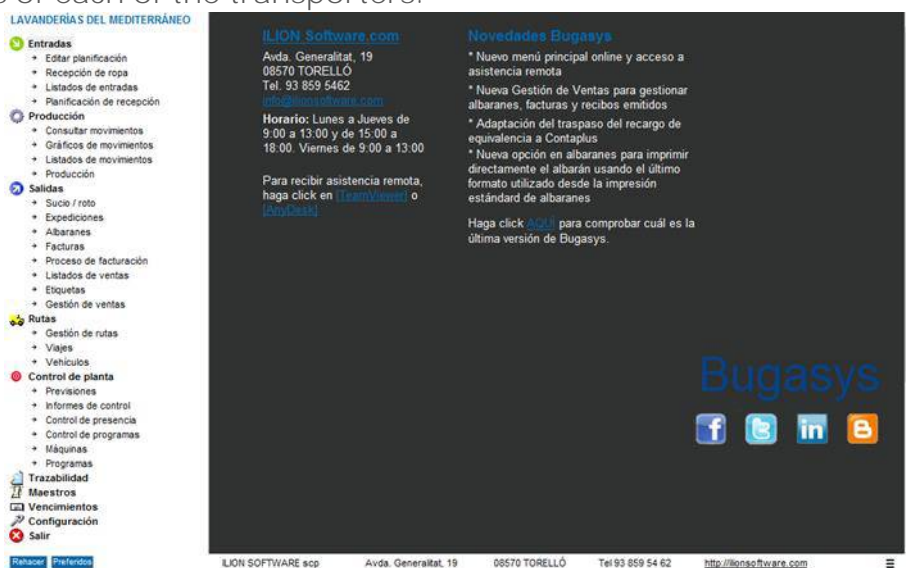 s of each of the transporters.
LAVANDERÍAS DEL MEDITERRÁNEO
Entradas
Editar planificación
Recepción de ropa
Listados de entradas
Planificación de recepción
Producción
Consultar movimientos
Gráficos de movimientos
Listados de movimientos
Producción
Salidas
Sucio / roto
Expediciones
Albaranes
Facturas
Proceso de facturación
Listados de ventas
Etiquetas
Gestión de ventas
Rutas
Gestión de rutas
Viajes
Vehículos
Control de planta
Previsiones
Informes de control
Control de presencia
Control de programas
Máquinas
Programas
Trazabilidad
Maestros
Vencimientos
Configuración
Salir
Rehacer Preferidos
ILION Software.com
Avda. Generalitat, 19
08570 TORELLÓ
Tel. 93 859 5462
info@ilionsoftware.com
Horario: Lunes a Jueves de
9:00 a 13:00 y de 15:00 a
18:00. Viernes de 9:00 a 13:00
Para recibir asistencia remota,
haga click en [TeamViewer] o
[AnyDesk]
Novedades Bugasys
* Nuevo menú principal online y acceso a
asistencia remota
* Nueva Gestión de Ventas para gestionar
albaranes, facturas y recibos emitidos
* Adaptación del traspaso del recargo de
equivalencia a Contaplus
* Nueva opción en albaranes para imprimir
directamente el albarán usando el último
formato utilizado desde la impresión
estándard de albaranes
Haga click AQUÍ para comprobar cuál es la
última versión de Bugasys.
Bugasys
ILION SOFTWARE scp Avda. Generalitat, 19 08570 TORELLÓ Tel 93 859 54 62 http://ilionsoftware.com